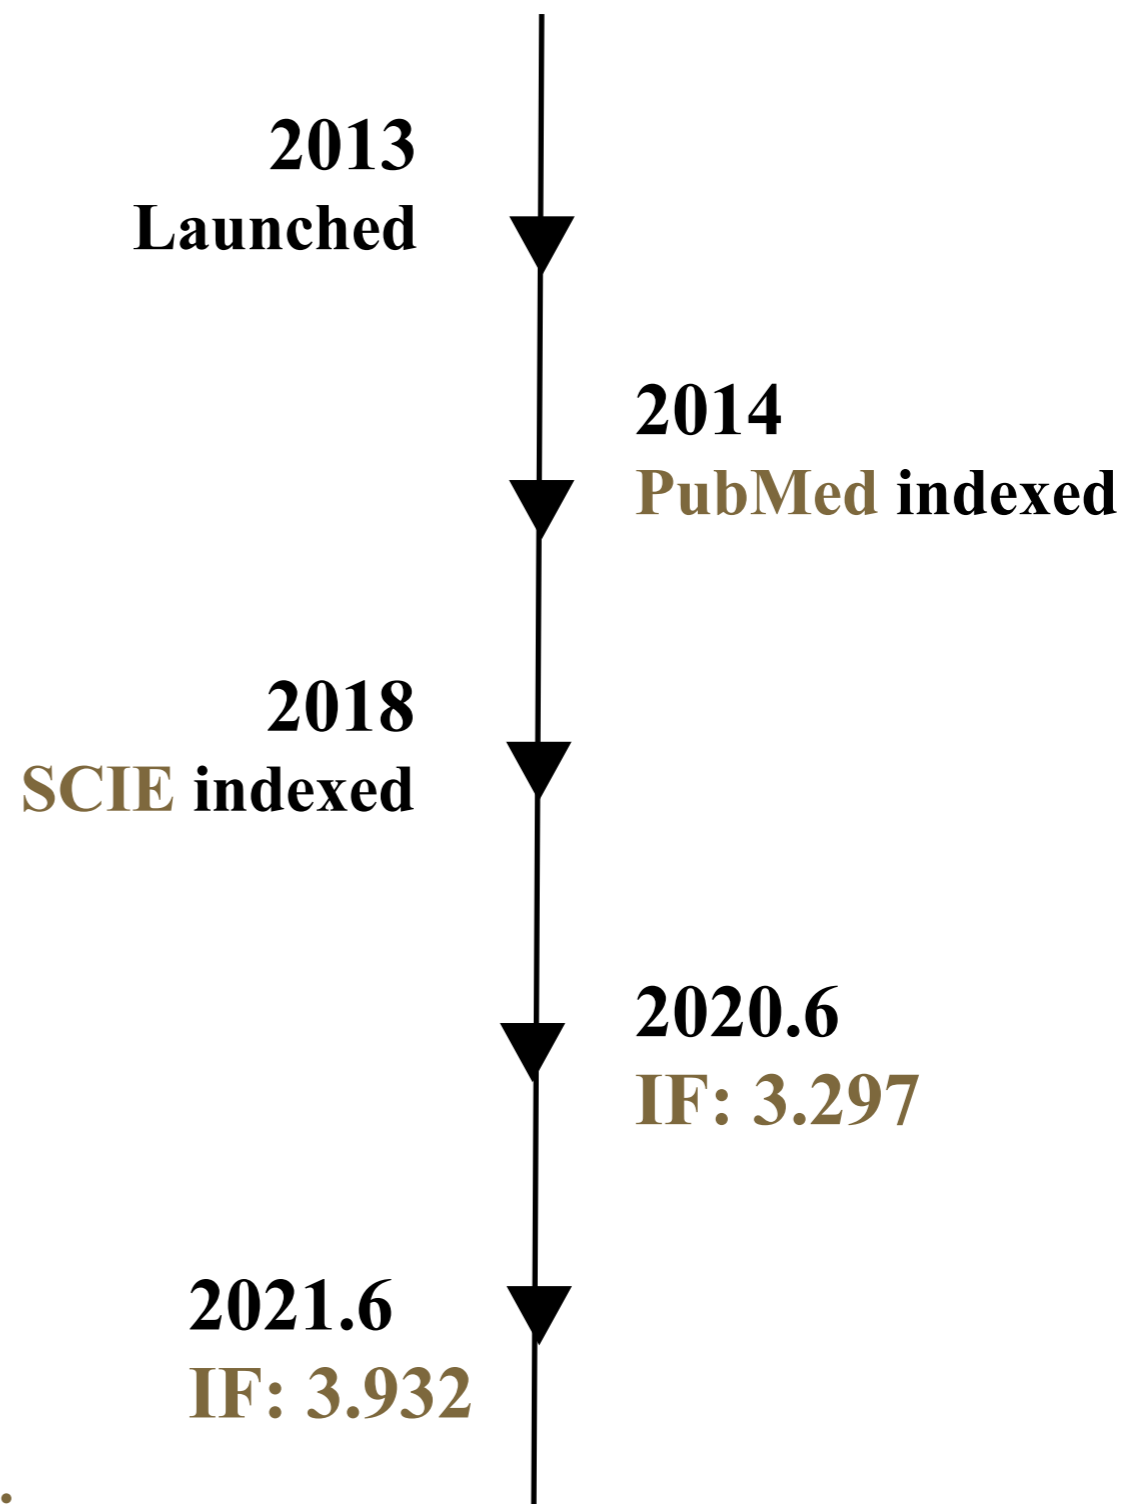 2013
Launched
2014
PubMed indexed
2018
SCIE indexed
2020.6
IF: 3.297
2021.6
IF: 3.932
.